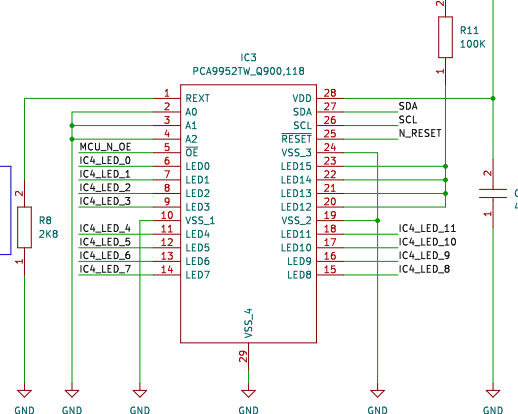 2
R11
100K
1
IC3
PCA9952TW_Q900,118
1 REXT VDD 28
2 A0 SDA 27 SDA
3 A1 SCL 26 SCL
4 A2 RESET 25 N_RESET
MCU_N_OE 5 OE VSS_3 24
IC4_LED_0 6 LED0 LED15 23
IC4_LED_1 7 LED1 LED14 22
IC4_LED_2 8 LED2 LED13 21
IC4_LED_3 9 LED3 LED12 20
10 VSS_1 VSS_2 19
IC4_LED_4 11 LED4 LED11 18 IC4_LED_11
IC4_LED_5 12 LED5 LED10 17 IC4_LED_10
IC4_LED_6 13 LED6 LED9 16 IC4_LED_9
IC4_LED_7 14 LED7 LED8 15 IC4_LED_8
2
R8
2K8
1
2
1
VSS_4
29
GND GND GND GND GND GND